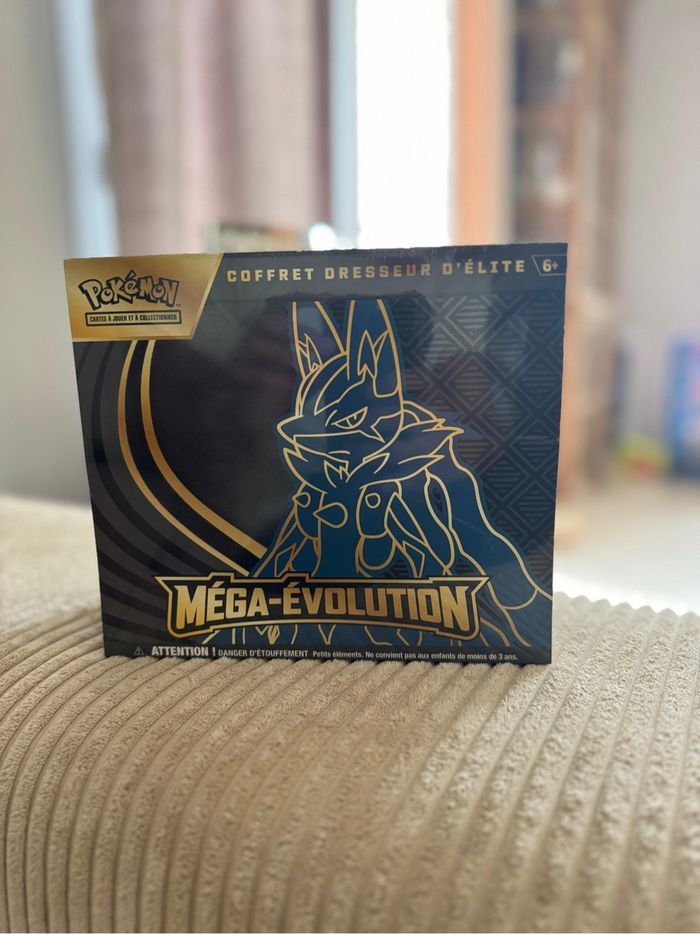 POKÉMON
CARTES À JOUER ET À COLLECTIONNER
COFFRET DRESSEUR D'ÉLITE 6+
MÉGA-ÉVOLUTION
ATTENTION ! DANGER D'ÉTOUFFEMENT Petits éléments. Ne convient pas aux enfants de moins de 3 ans.